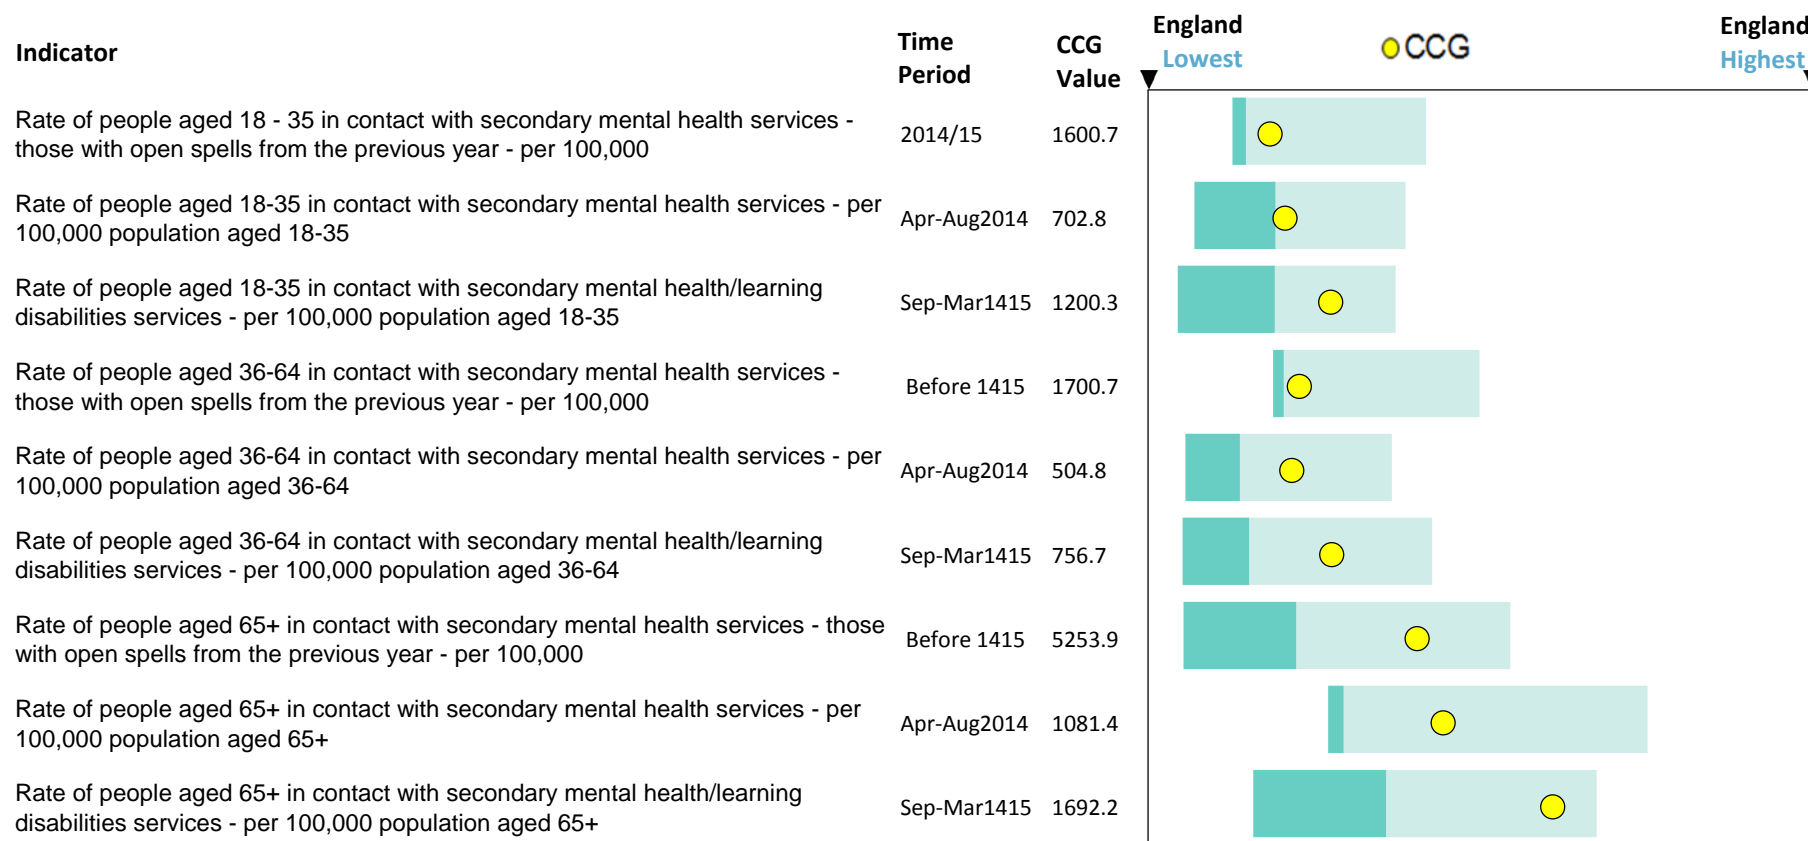 Indicator
Time
Period
CCG
Value
England
Lowest
CCG
England
Highest
Rate of people aged 18 - 35 in contact with secondary mental health services -
those with open spells from the previous year - per 100,000
2014/15
1600.7
Rate of people aged 18-35 in contact with secondary mental health services - per
100,000 population aged 18-35
Apr-Aug2014
702.8
Rate of people aged 18-35 in contact with secondary mental health/learning
disabilities services - per 100,000 population aged 18-35
Sep-Mar1415
1200.3
Rate of people aged 36-64 in contact with secondary mental health services -
those with open spells from the previous year - per 100,000
Before 1415
1700.7
Rate of people aged 36-64 in contact with secondary mental health services - per
100,000 population aged 36-64
Apr-Aug2014
504.8
Rate of people aged 36-64 in contact with secondary mental health/learning
disabilities services - per 100,000 population aged 36-64
Sep-Mar1415
756.7
Rate of people aged 65+ in contact with secondary mental health services - those
with open spells from the previous year - per 100,000
Before 1415
5253.9
Rate of people aged 65+ in contact with secondary mental health services - per
100,000 population aged 65+
Apr-Aug2014
1081.4
Rate of people aged 65+ in contact with secondary mental health/learning
disabilities services - per 100,000 population aged 65+
Sep-Mar1415
1692.2